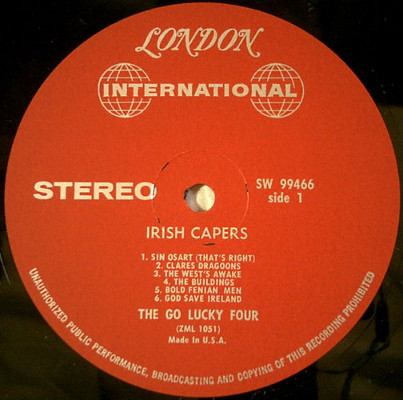 LONDON
INTERNATIONAL
STEREO
SW 99466
side 1
IRISH CAPERS
1. SIN OSART (THAT'S RIGHT)
2. CLARES DRAGOONS
3. THE WEST'S AWAKE
4. THE BUILDINGS
5. BOLD FENIAN MEN
6. GOD SAVE IRELAND
THE GO LUCKY FOUR
(ZML 1051)
Made in U.S.A.
UNAUTHORIZED PUBLIC PERFORMANCE, BROADCASTING AND COPYING OF THIS RECORDING PROHIBITED